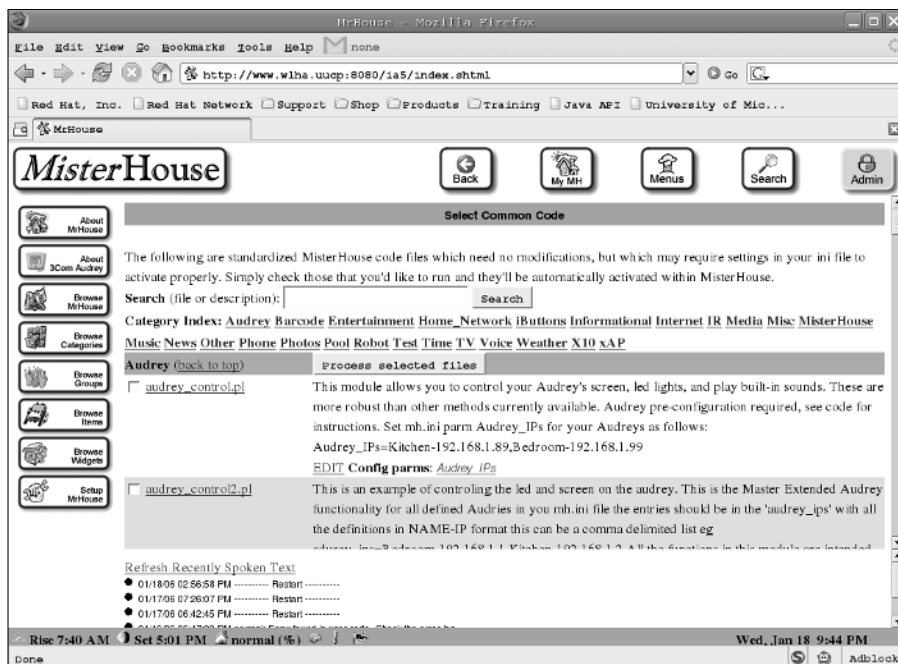 MrHouse - Mozilla Firefox
File Edit View Go Bookmarks Tools Help none
http://www.wlha.uucp:8080/ia5/index.shtml Go
Red Hat, Inc. Red Hat Network Support Shop Products Training Java API University of Mic...
MrHouse
MisterHouse Back My MH Menus Search Admin
About MrHouse
About 3Com Audrey
Browse MrHouse
Browse Categories
Browse Groups
Browse Items
Browse Widgets
Setup MrHouse
Select Common Code
The following are standardized MisterHouse code files which need no modifications, but which may require settings in your ini file to
activate properly. Simply check those that you'd like to run and they'll be automatically activated within MisterHouse.
Search (file or description): Search
Category Index: Audrey Barcode Entertainment Home_Network iButtons Informational Internet IR Media Misc MisterHouse
Music News Other Phone Photos Pool Robot Test Time TV Voice Weather X10 xAP
Audrey (back to top) Process selected files
audrey_control.pl This module allows you to control your Audrey's screen, led lights, and play built-in sounds. These are
more robust than other methods currently available. Audrey pre-configuration required, see code for
instructions. Set mh.ini parm Audrey_IPs for your Audreys as follows:
Audrey_IPs=Kitchen-192.168.1.89,Bedroom-192.168.1.99
EDIT Config parms: Audrey_IPs
audrey_control2.pl This is an example of controling the led and screen on the audrey. This is the Master Extended Audrey
functionality for all defined Audries in you mh.ini file the entries should be in the 'audrey_ips' with all
the definitions in NAME-IP format this can be a comma delimited list eg
Refresh Recently Spoken Text
01/18/06 02:56:58 PM ---------- Restart ----------
01/17/06 07:26:07 PM ---------- Restart ----------
01/17/06 06:42:45 PM ---------- Restart ----------
Rise 7:40 AM Set 5:01 PM normal (%) Wed, Jan 18 9:44 PM
Done Adblock